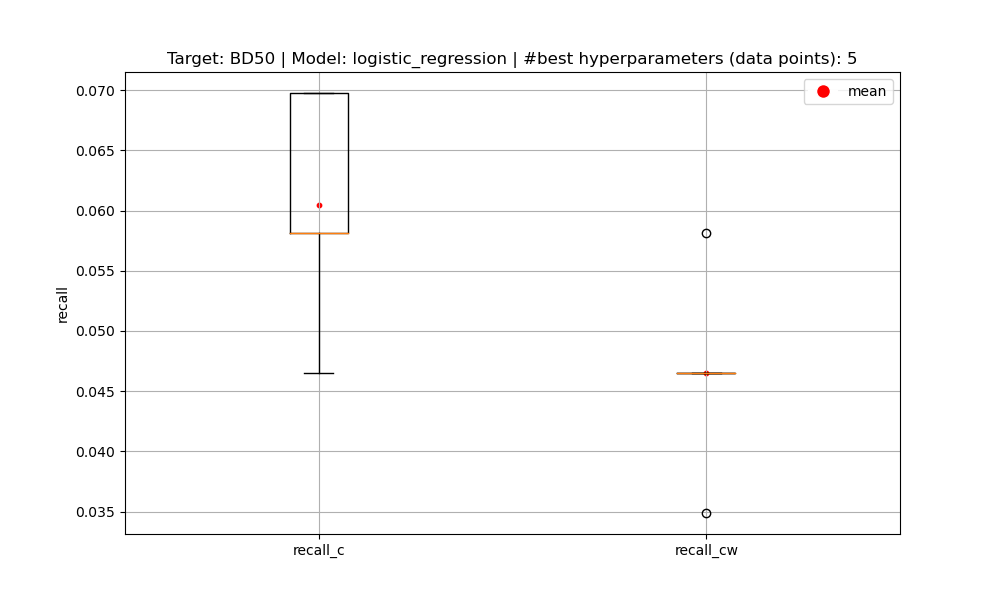 Target: BD50 | Model: logistic_regression | #best hyperparameters (data points): 5
mean
0.070
0.065
0.060
0.055
0.050
0.045
0.040
0.035
recall
recall_c
recall_cw